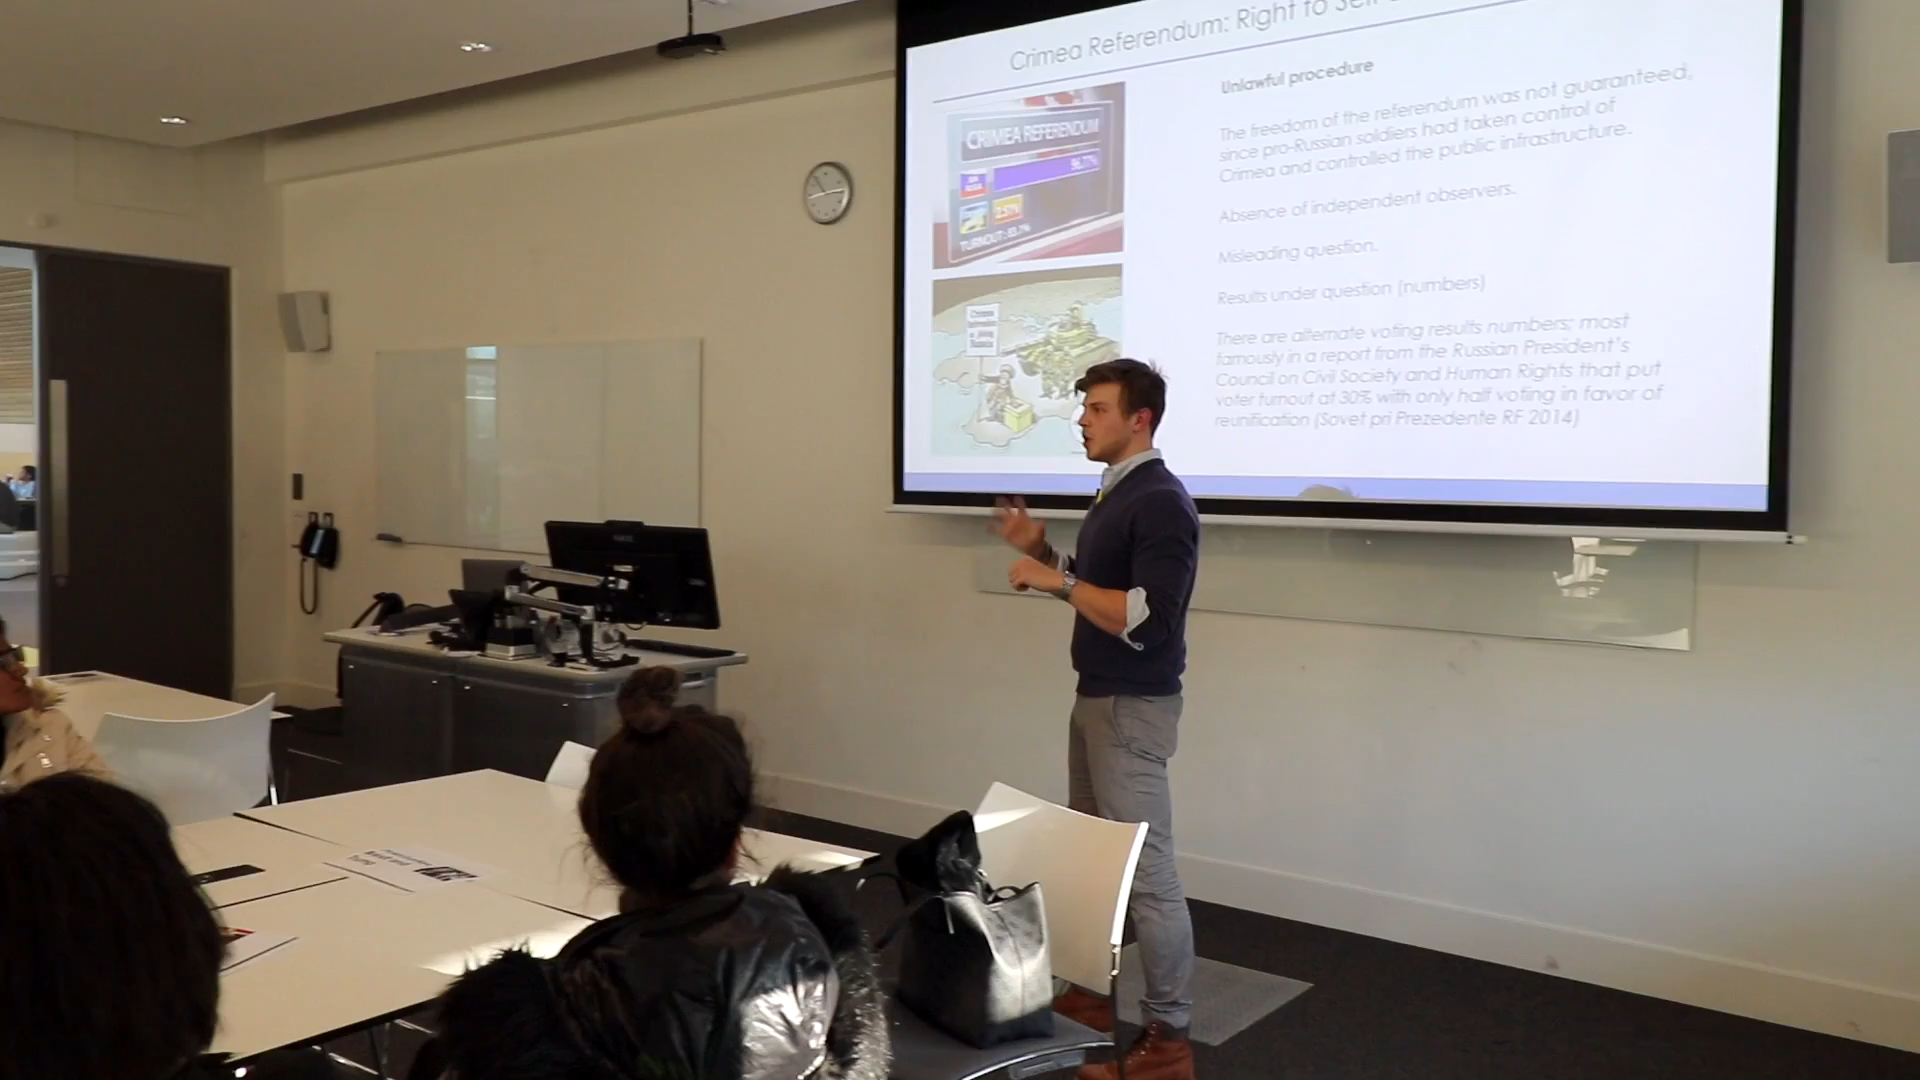 Crimea Referendum: Right to Self
Unlawful procedure
The freedom of the referendum was not guaranteed,
since pro-Russian soldiers had taken control of
Crimea and controlled the public infrastructure.
Absence of independent observers.
Misleading question.
Results under question (numbers)
There are alternate voting results numbers; most
famously in a report from the Russian President's
Council on Civil Society and Human Rights that put
voter turnout at 30% with only half voting in favor of
reunification (Sovet pri Prezedente RF 2014)
CRIMEA REFERENDUM
96.77%
2.51%
TURNOUT: 83.1%